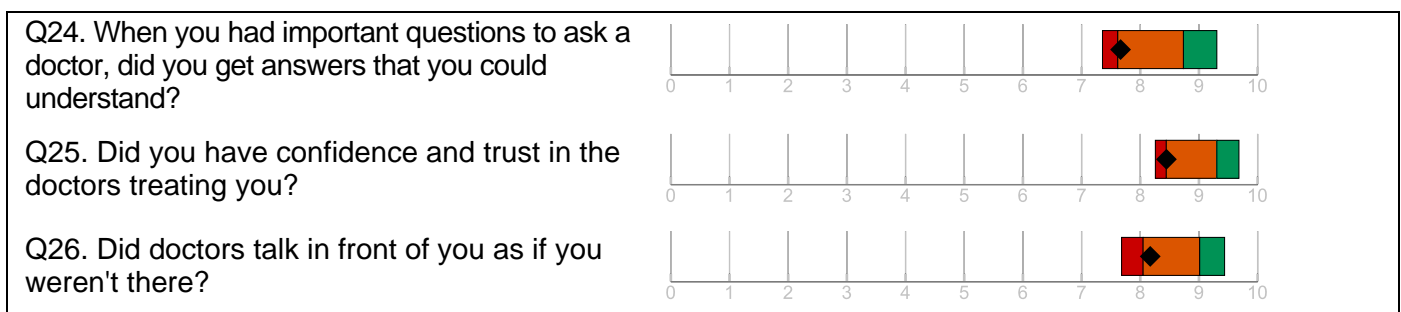 Q24. When you had important questions to ask a
doctor, did you get answers that you could
understand?
0 1 2 3 4 5 6 7 8 9 10
Q25. Did you have confidence and trust in the
doctors treating you?
0 1 2 3 4 5 6 7 8 9 10
Q26. Did doctors talk in front of you as if you
weren't there?
0 1 2 3 4 5 6 7 8 9 10